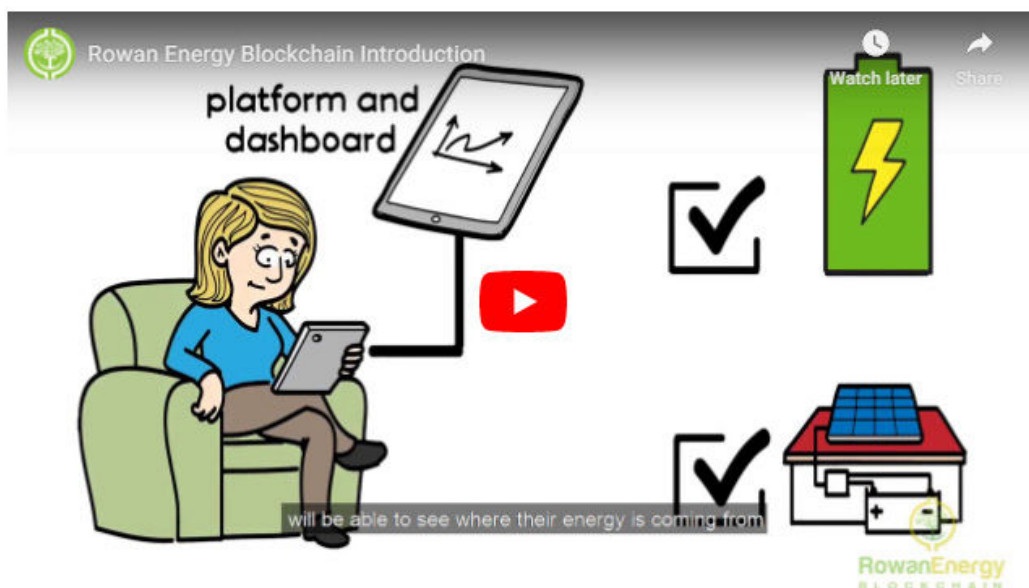 Rowan Energy Blockchain Introduction
Watch later
Share
platform and
dashboard
will be able to see where their energy is coming from
+ -
RowanEnergy
BLOCKCHAIN